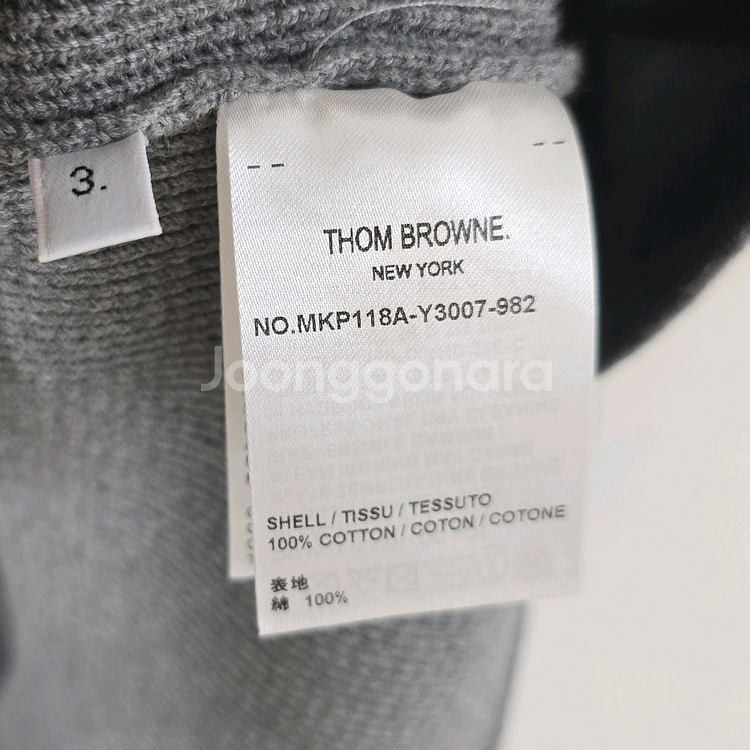 3.
-- --
THOM BROWNE.
NEW YORK
NO.MKP118A-Y3007-982
Joonggonara
SHELL / TISSU / TESSUTO
100% COTTON / COTON / COTONE
表地
綿 100%